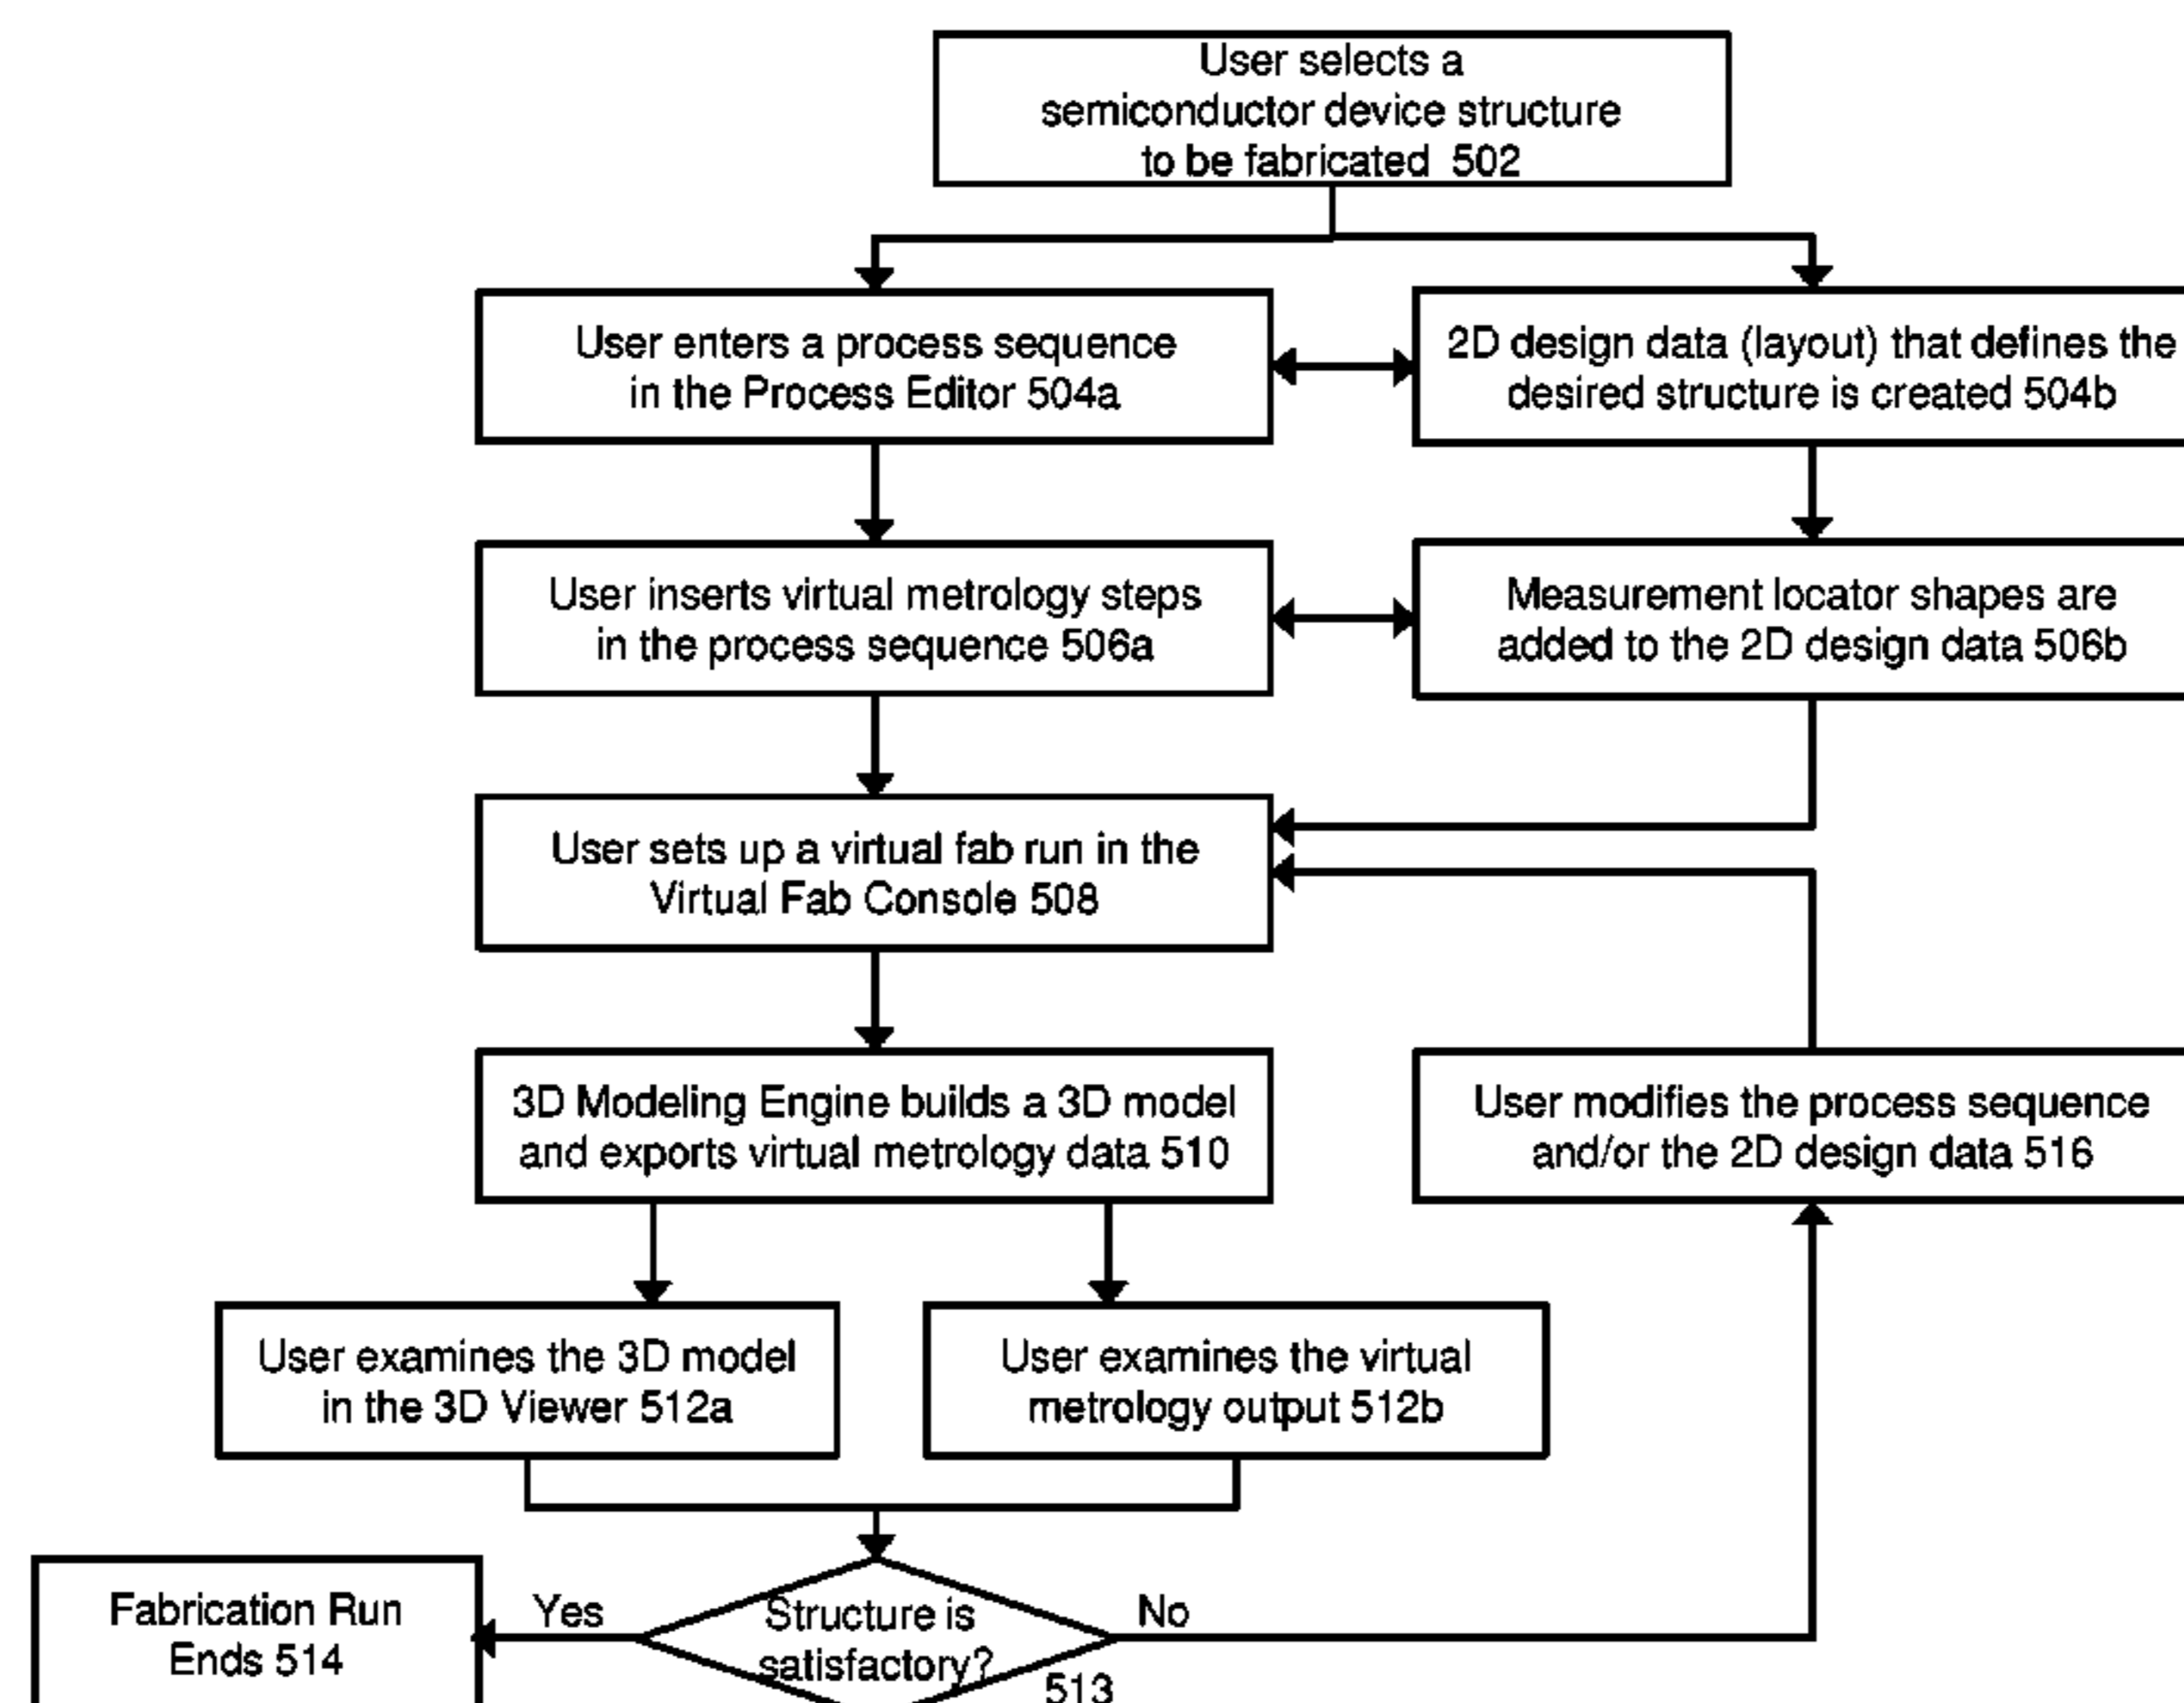 User selects a
semiconductor device structure
to be fabricated 502
User enters a process sequence
in the Process Editor 504a
2D design data (layout) that defines the
desired structure is created 504b
User inserts virtual metrology steps
in the process sequence 506a
Measurement locator shapes are
added to the 2D design data 506b
User sets up a virtual fab run in the
Virtual Fab Console 508
3D Modeling Engine builds a 3D model
and exports virtual metrology data 510
User modifies the process sequence
and/or the 2D design data 516
User examines the 3D model
in the 3D Viewer 512a
User examines the virtual
metrology output 512b
Fabrication Run
Ends 514
Yes
Structure is
satisfactory?
513
No